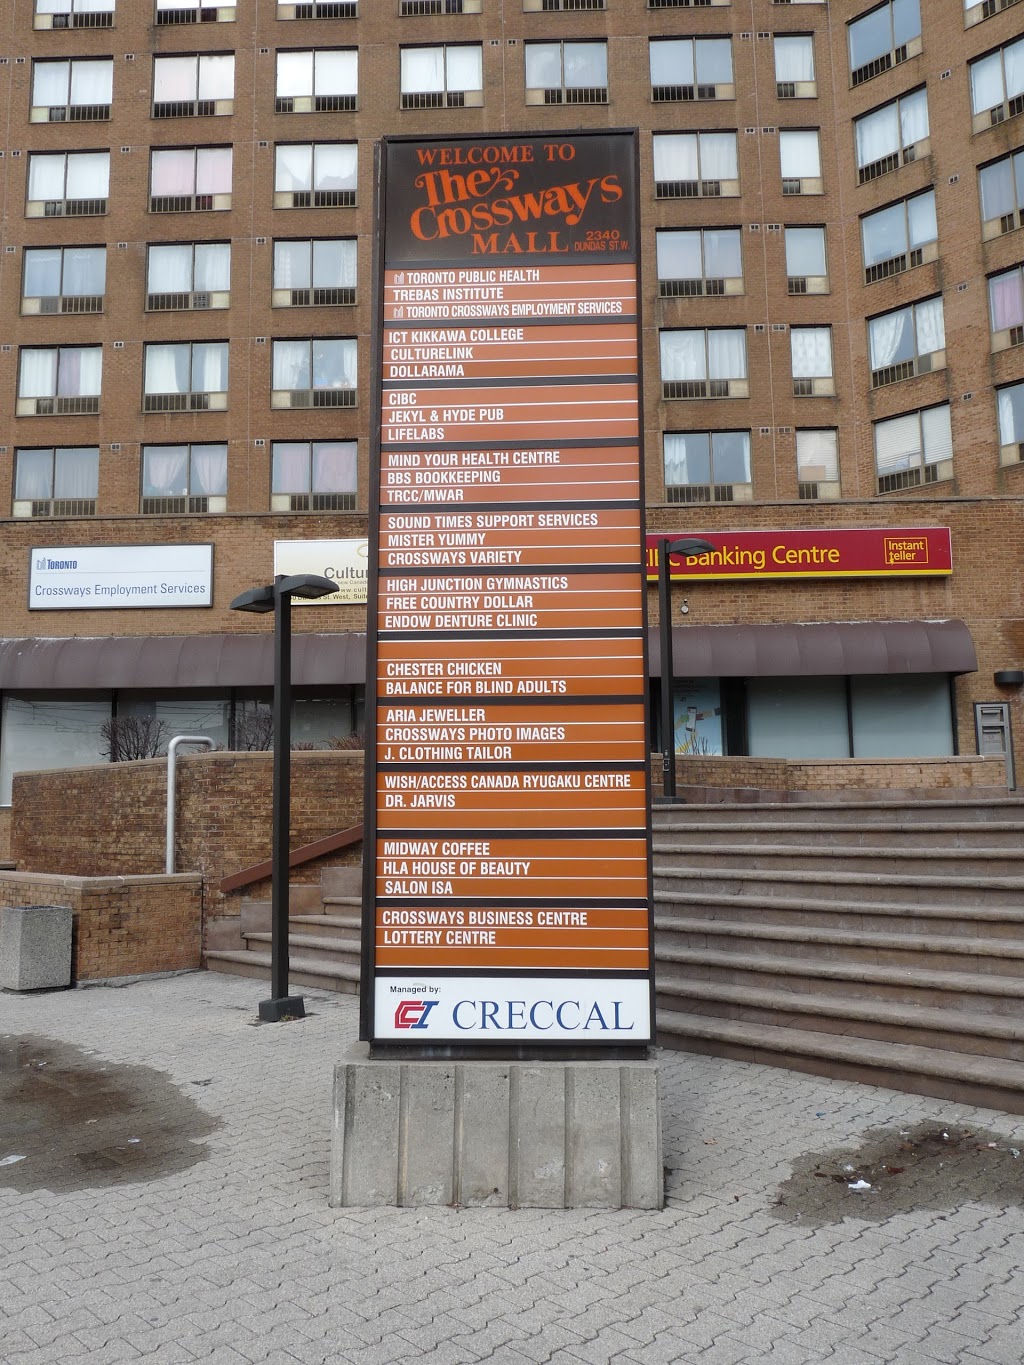 WELCOME TO
The
Crossways
MALL 2340
DUNDAS ST.W.
TORONTO PUBLIC HEALTH
TREBAS INSTITUTE
TORONTO CROSSWAYS EMPLOYMENT SERVICES
ICT KIKKAWA COLLEGE
CULTURELINK
DOLLARAMA
CIBC
JEKYL & HYDE PUB
LIFELABS
MIND YOUR HEALTH CENTRE
BBS BOOKKEEPING
TRCC/MWAR
SOUND TIMES SUPPORT SERVICES
MISTER YUMMY
CROSSWAYS VARIETY
HIGH JUNCTION GYMNASTICS
FREE COUNTRY DOLLAR
ENDOW DENTURE CLINIC
CHESTER CHICKEN
BALANCE FOR BLIND ADULTS
ARIA JEWELLER
CROSSWAYS PHOTO IMAGES
J. CLOTHING TAILOR
WISH/ACCESS CANADA RYUGAKU CENTRE
DR. JARVIS
MIDWAY COFFEE
HLA HOUSE OF BEAUTY
SALON ISA
CROSSWAYS BUSINESS CENTRE
LOTTERY CENTRE
Managed by:
CI CRECCAL
TORONTO
Crossways Employment Services
Cultur
St. West, Suite
Banking Centre
Instant
teller